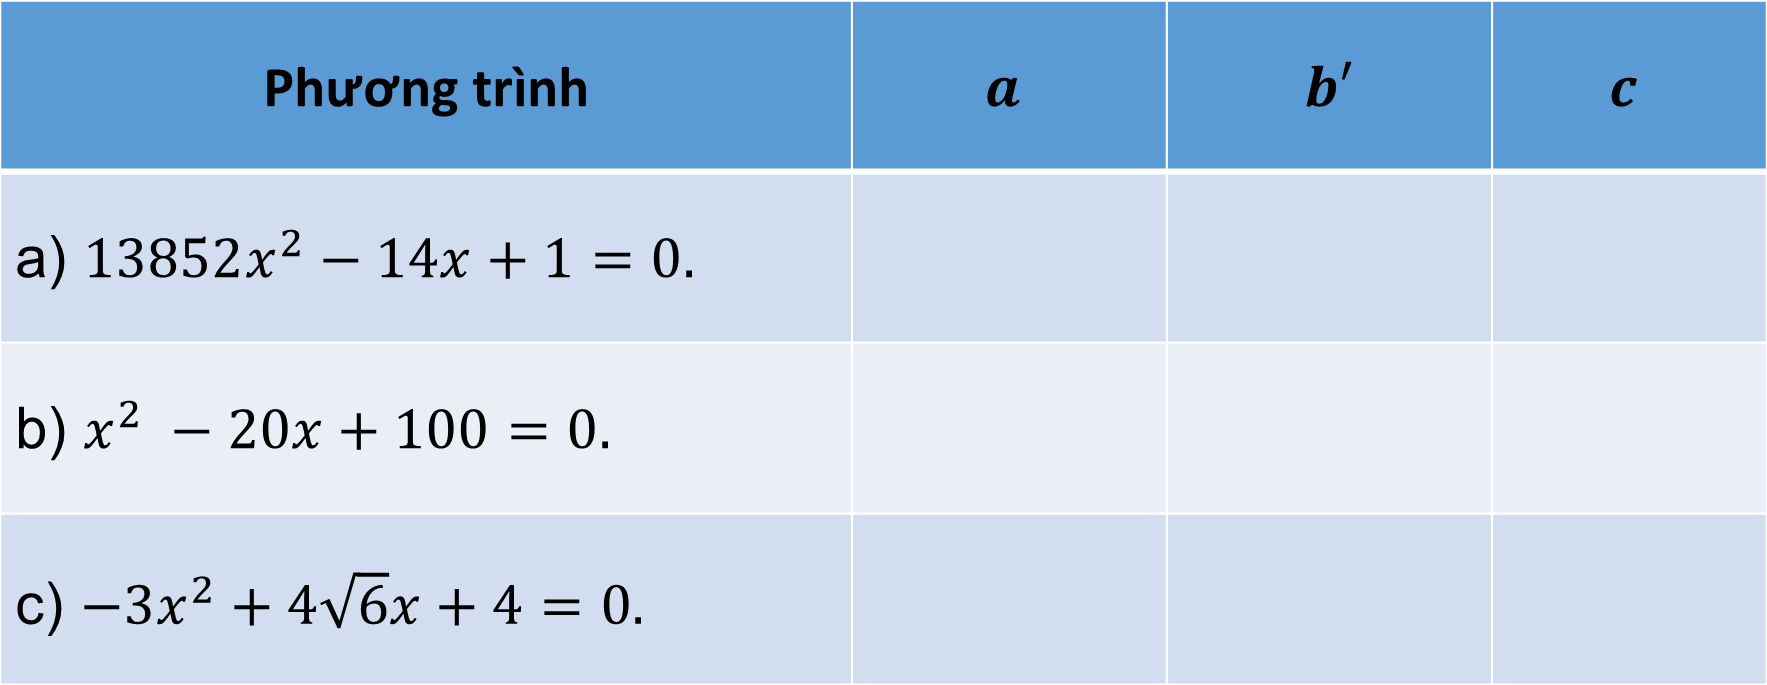 Phương trình a b′ c
a) 13852x² − 14x + 1 = 0.
b) x² − 20x + 100 = 0.
c) −3x² + 4√6x + 4 = 0.